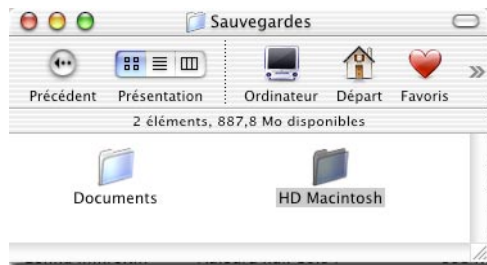 Sauvegardes
Précédent Présentation Ordinateur Départ Favoris
2 éléments, 887,8 Mo disponibles
Documents HD Macintosh